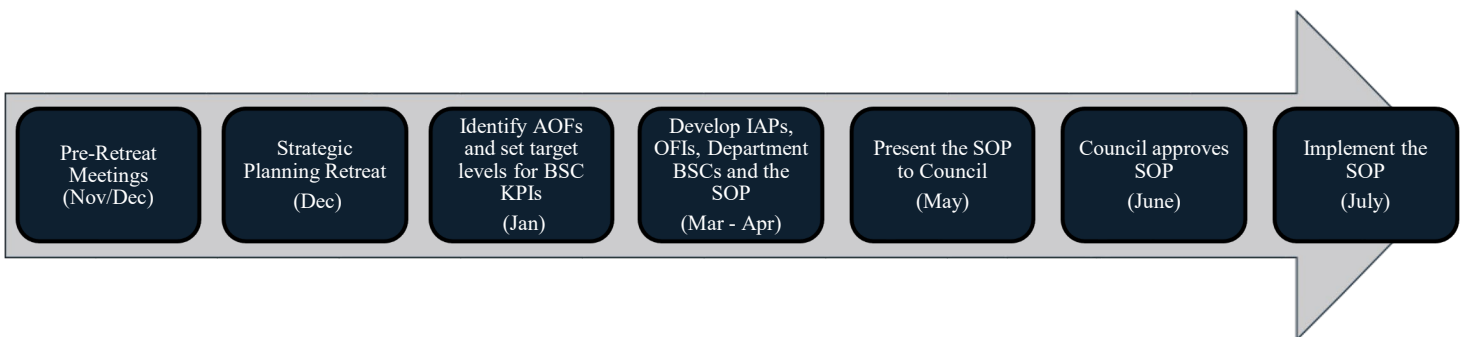 Pre-Retreat
Meetings
(Nov/Dec)
Strategic
Planning Retreat
(Dec)
Identify AOFs
and set target
levels for BSC
KPIs
(Jan)
Develop IAPs,
OFIs, Department
BSCs and the
SOP
(Mar - Apr)
Present the SOP
to Council
(May)
Council approves
SOP
(June)
Implement the
SOP
(July)